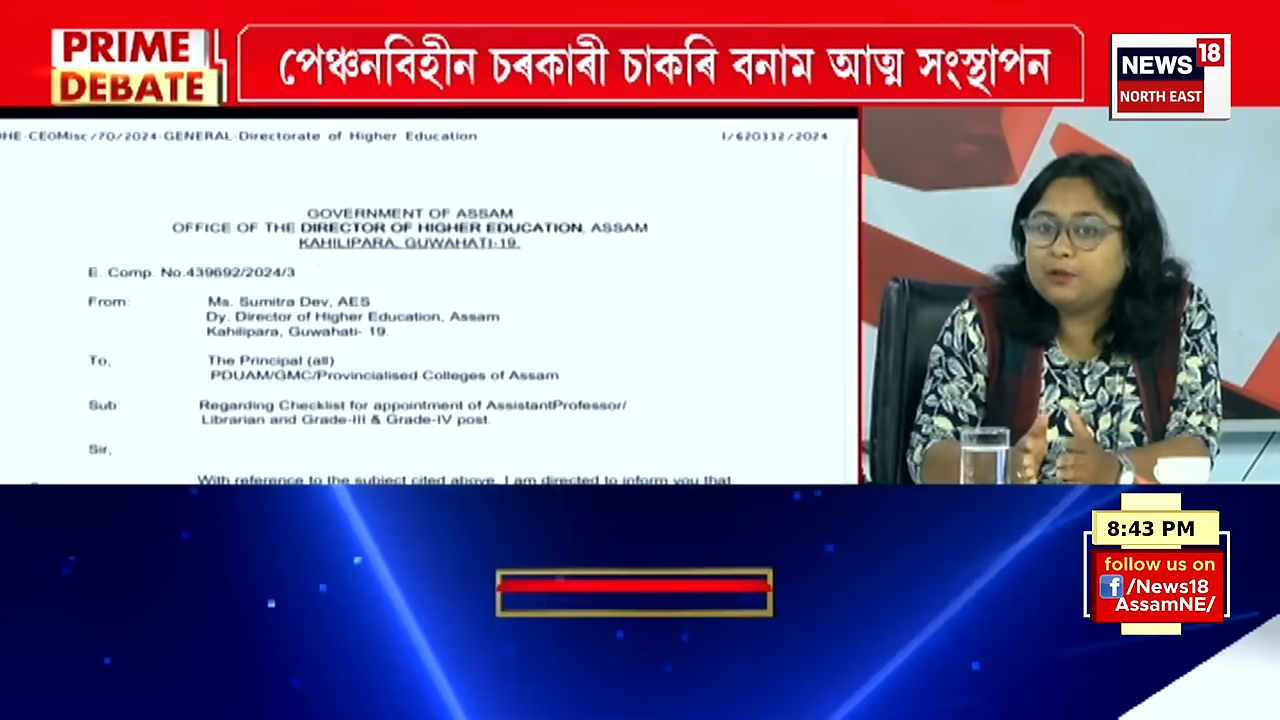 PRIME DEBATE
পেঞ্চনবিহীন চৰকাৰী চাকৰি বনাম আত্ম সংস্থাপন
NEWS 18
NORTH EAST
CEOMisc/70/2024-GENERAL-Directorate of Higher Education
I/620332/2024
GOVERNMENT OF ASSAM
OFFICE OF THE DIRECTOR OF HIGHER EDUCATION, ASSAM
KAHILIPARA, GUWAHATI-19.
E. Comp. No.439692/2024/3
From: Ms. Sumitra Dev, AES
Dy. Director of Higher Education, Assam
Kahilipara, Guwahati- 19.
To, The Principal (all)
PDUAM/GMC/Provincialised Colleges of Assam
Sub: Regarding Checklist for appointment of AssistantProfessor/
Librarian and Grade-III & Grade-IV post.
Sir,
With reference to the subject cited above, I am directed to inform you that
8:43 PM
follow us on
/News18
AssamNE/